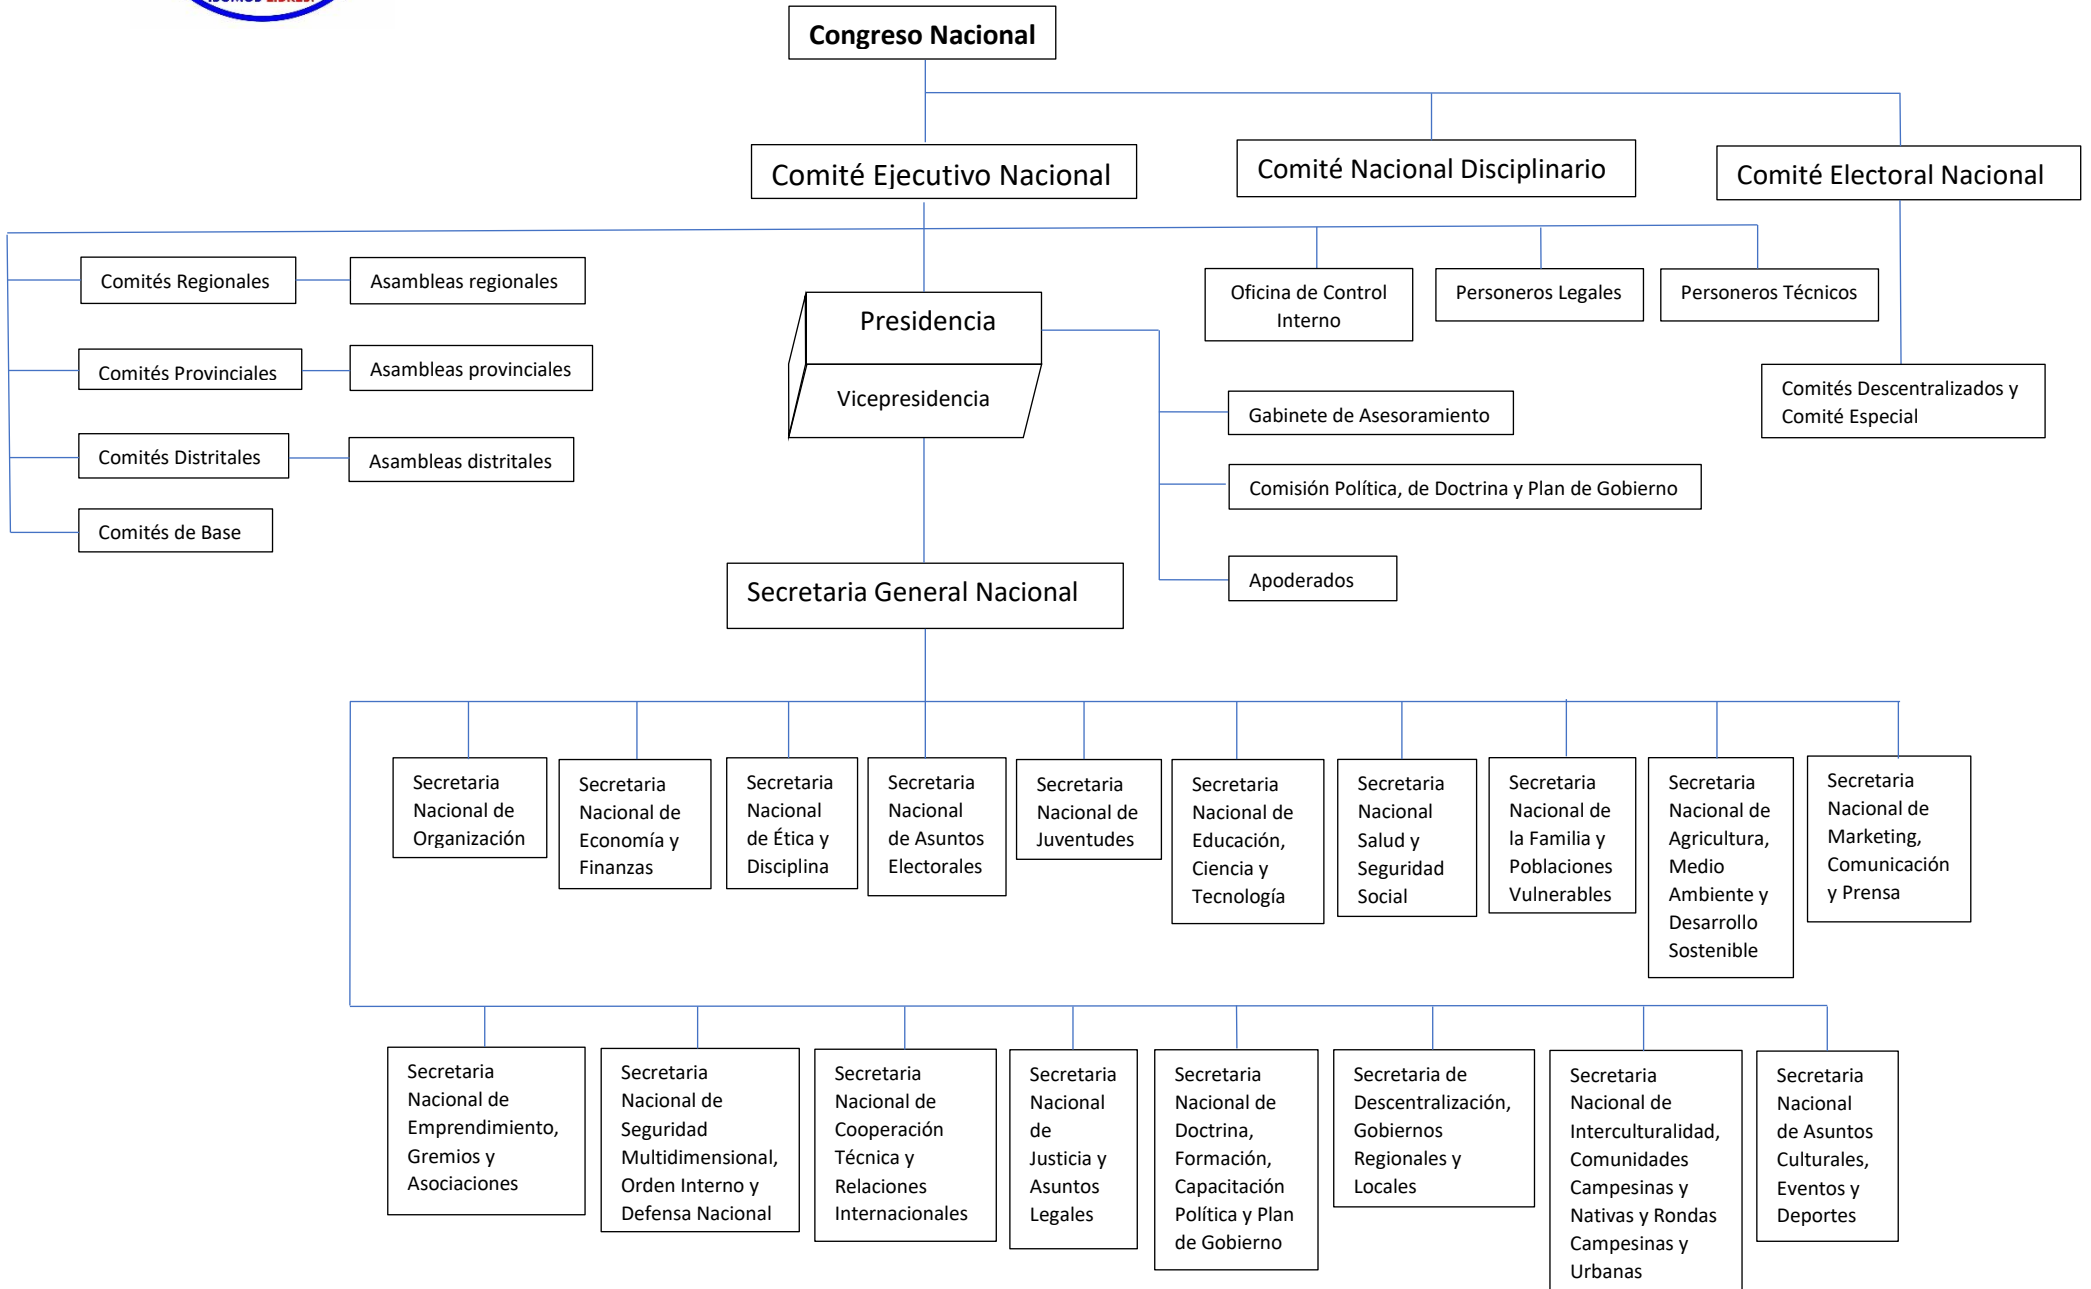 ¡SOMOS LIBRES!
Congreso Nacional
Comité Ejecutivo Nacional
Comité Nacional Disciplinario
Comité Electoral Nacional
Comités Regionales
Asambleas regionales
Comités Provinciales
Asambleas provinciales
Comités Distritales
Asambleas distritales
Comités de Base
Presidencia
Vicepresidencia
Oficina de Control
Interno
Personeros Legales
Personeros Técnicos
Comités Descentralizados y
Comité Especial
Gabinete de Asesoramiento
Comisión Política, de Doctrina y Plan de Gobierno
Apoderados
Secretaria General Nacional
Secretaria
Nacional de
Organización
Secretaria
Nacional de
Economía y
Finanzas
Secretaria
Nacional
de Ética y
Disciplina
Secretaria
Nacional
de Asuntos
Electorales
Secretaria
Nacional de
Juventudes
Secretaria
Nacional de
Educación,
Ciencia y
Tecnología
Secretaria
Nacional
Salud y
Seguridad
Social
Secretaria
Nacional de
la Familia y
Poblaciones
Vulnerables
Secretaria
Nacional de
Agricultura,
Medio
Ambiente y
Desarrollo
Sostenible
Secretaria
Nacional de
Marketing,
Comunicación
y Prensa
Secretaria
Nacional de
Emprendimiento,
Gremios y
Asociaciones
Secretaria
Nacional de
Seguridad
Multidimensional,
Orden Interno y
Defensa Nacional
Secretaria
Nacional de
Cooperación
Técnica y
Relaciones
Internacionales
Secretaria
Nacional
de
Justicia y
Asuntos
Legales
Secretaria
Nacional de
Doctrina,
Formación,
Capacitación
Política y Plan
de Gobierno
Secretaria de
Descentralización,
Gobiernos
Regionales y
Locales
Secretaria
Nacional de
Interculturalidad,
Comunidades
Campesinas y
Nativas y Rondas
Campesinas y
Urbanas
Secretaria
Nacional
de Asuntos
Culturales,
Eventos y
Deportes